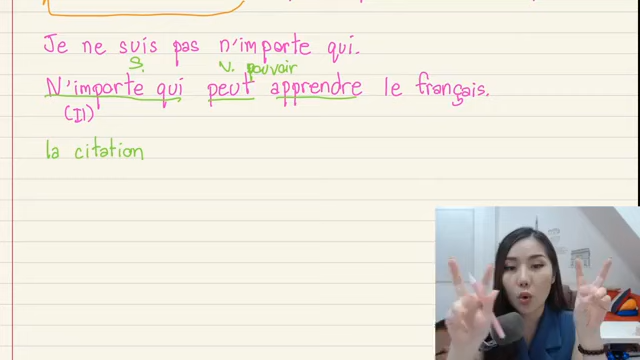 Je ne suis pas n'importe qui.
S. V. pouvoir
N'importe qui peut apprendre le français.
(Il)
la citation